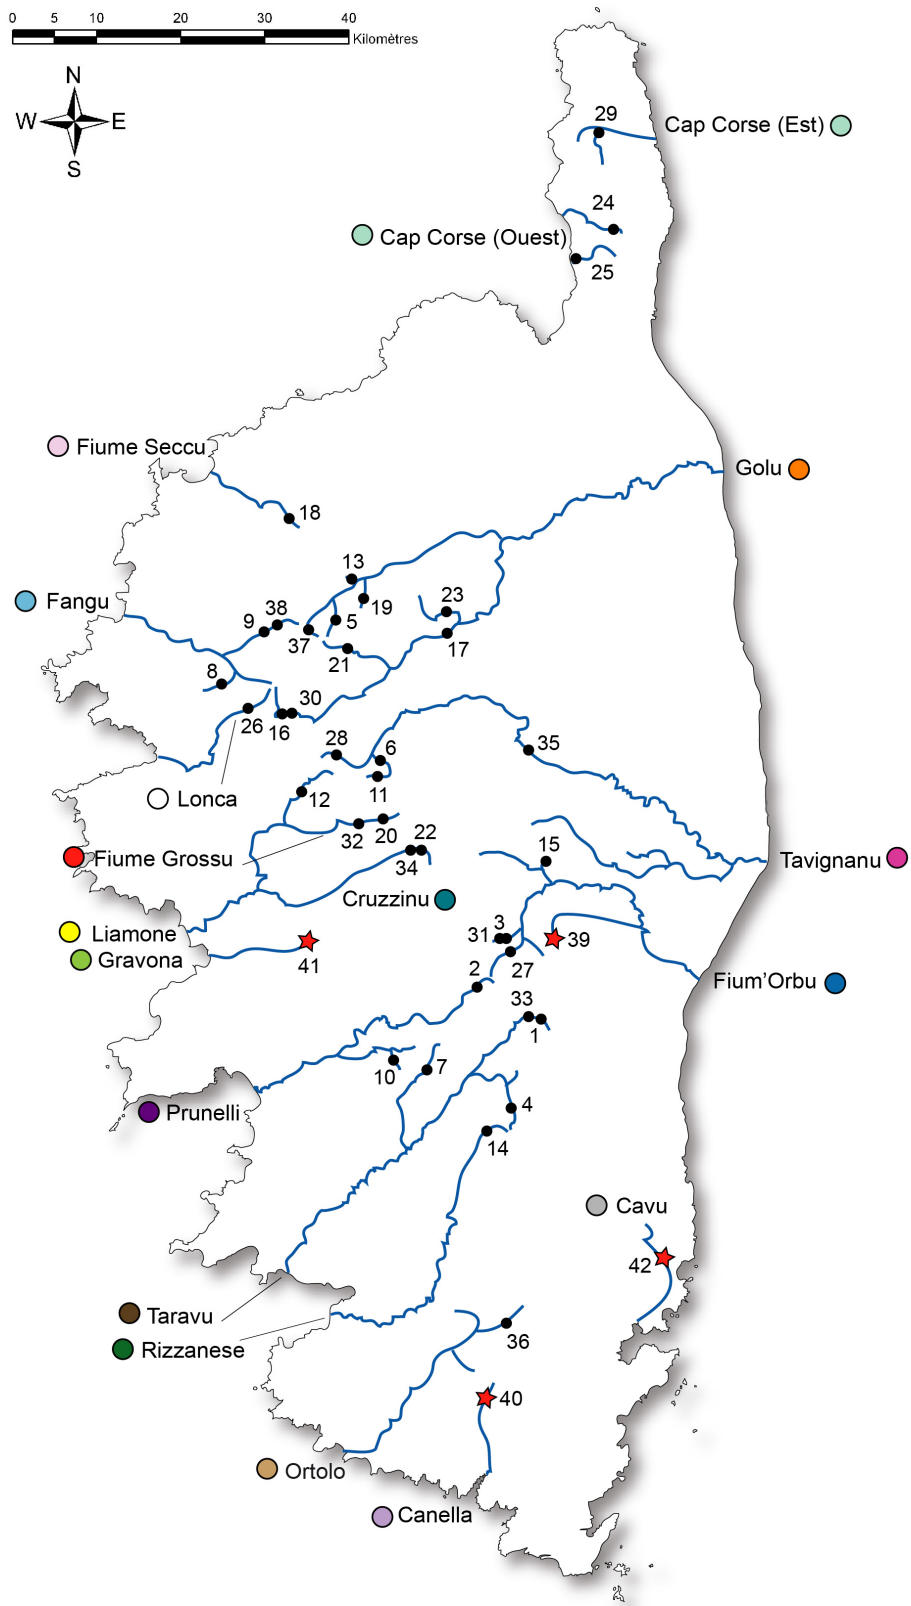 0 5 10 20 30 40
Kilomètres
N
W E
S
29
Cap Corse (Est)
24
Cap Corse (Ouest)
25
Fiume Seccu
Golu
18
13
Fangu
19
23
38
9
5
37
17
21
8
30
26
16
28
6
35
11
12
Lonca
32
20
22
15
Fiume Grossu
34
Tavignanu
Cruzzinu
3
31
39
Liamone
41
27
Gravona
2
Fium'Orbu
33
1
10
7
Prunelli
4
14
Cavu
42
Taravu
36
Rizzanese
40
Ortolo
Canella